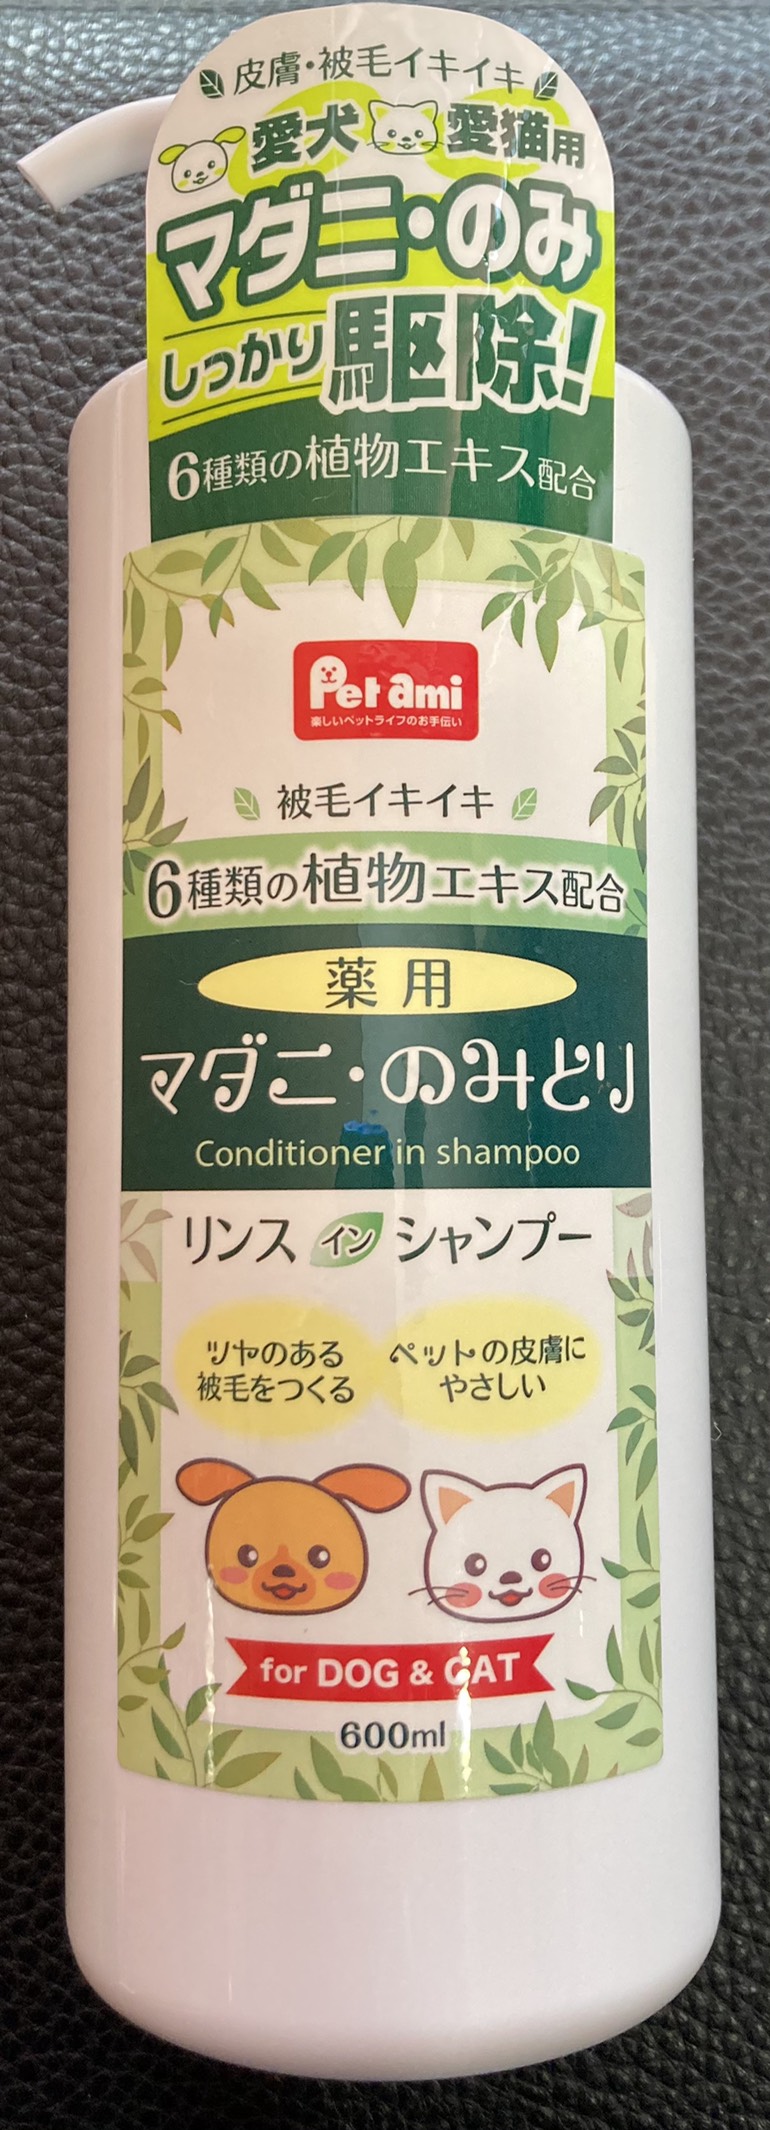 皮膚・被毛イキイキ
愛犬 愛猫用
マダニ・のみ
しっかり駆除!
6種類の植物エキス配合
Pet ami
楽しいペットライフのお手伝い
被毛イキイキ
6種類の植物エキス配合
薬用
マダニ・のみとり
Conditioner in shampoo
リンス イン シャンプー
ツヤのある
被毛をつくる
ペットの皮膚に
やさしい
for DOG & CAT
600ml